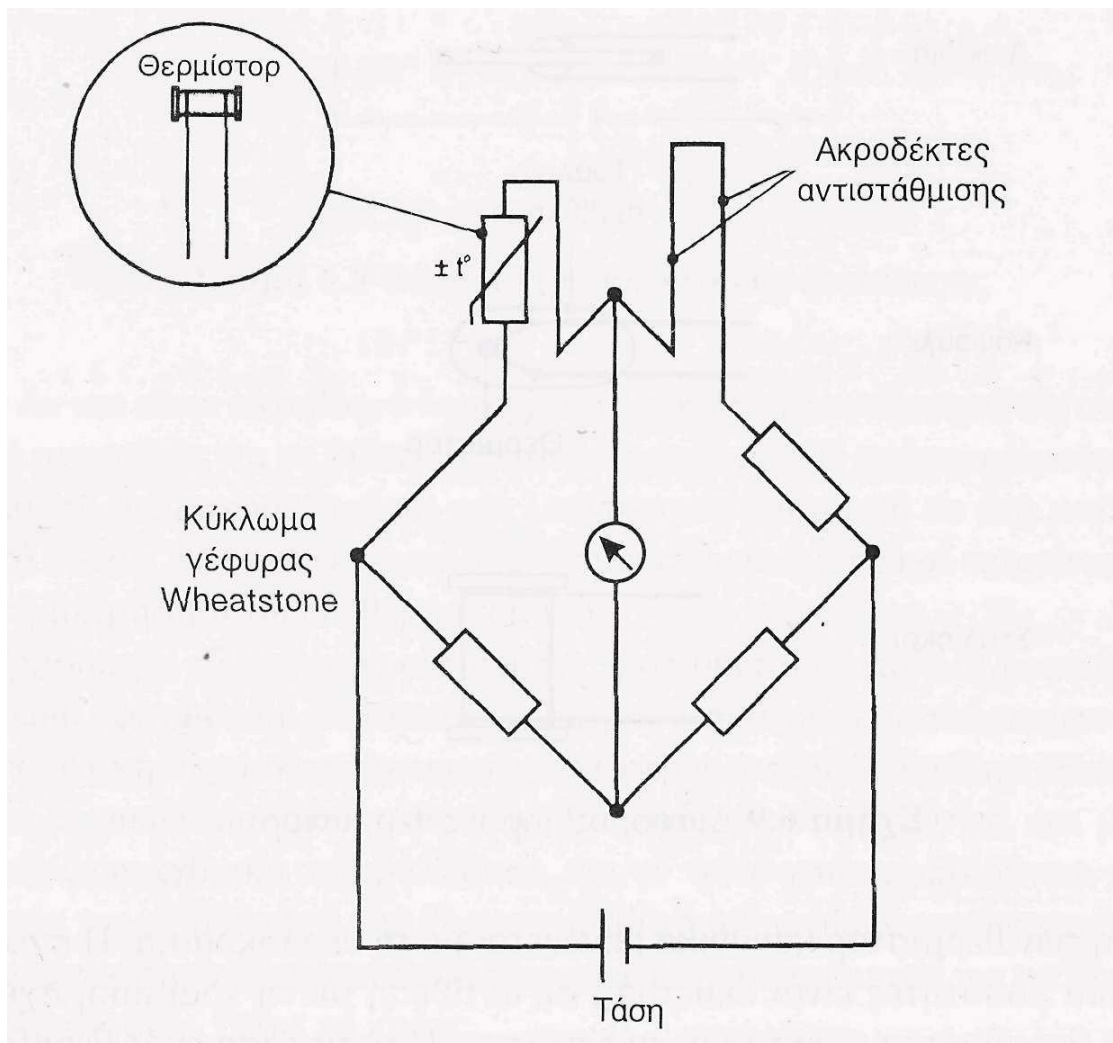 Θερμίστορ
Ακροδέκτες
αντιστάθμισης
± t°
Κύκλωμα
γέφυρας
Wheatstone
Τάση